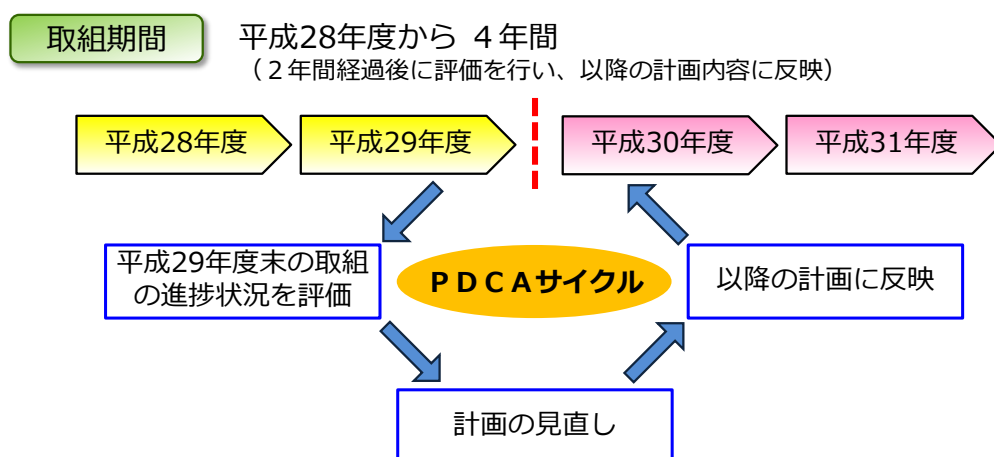 取組期間
平成28年度から ４年間
（２年間経過後に評価を行い、以降の計画内容に反映）
平成28年度
平成29年度
平成30年度
平成31年度
平成29年度末の取組
の進捗状況を評価
ＰＤＣＡサイクル
以降の計画に反映
計画の見直し